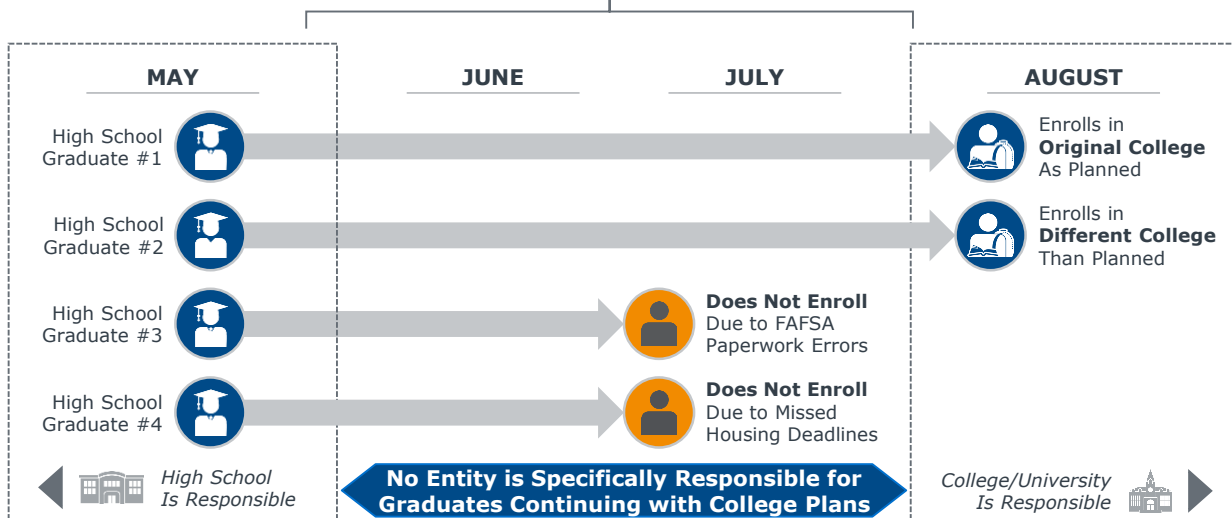 MAY
JUNE
JULY
AUGUST
High School
Graduate #1
Enrolls in
Original College
As Planned
High School
Graduate #2
Enrolls in
Different College
Than Planned
High School
Graduate #3
Does Not Enroll
Due to FAFSA
Paperwork Errors
High School
Graduate #4
Does Not Enroll
Due to Missed
Housing Deadlines
High School
Is Responsible
No Entity is Specifically Responsible for
Graduates Continuing with College Plans
College/University
Is Responsible